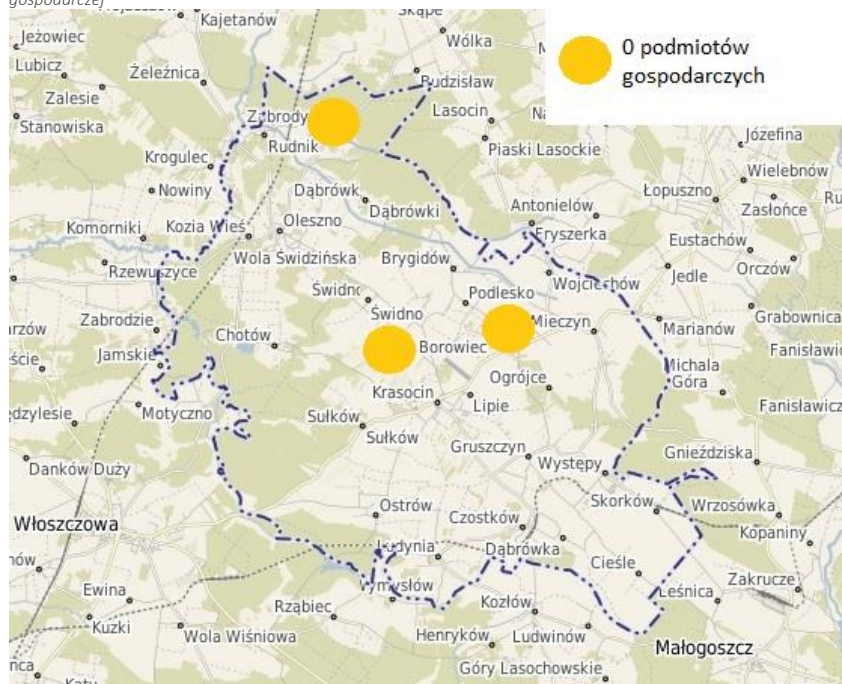 gospodarczej
Kajetanów
Jeżowiec
Wólka
0 podmiotów
gospodarczych
Lubicz
Żeleźnica
Rudzisław
Zalesie
Lasocin
Stanowiska
Zabrody
Rudnik
Piaski Lasockie
Józefina
Krogulec
Wielebnów
Nowiny
Dąbrówk
Łopuszno
Zasłońce
Dąbrówki
Antonielów
Komorniki
Kozia Wieś
Oleszno
Fryszerka
Eustachów
Rzewuszyce
Wola Świdzińska
Brygidów
Jedle
Orczów
Wojciechów
Świdno
Podlesko
Zabrodzie
Świdno
Mieczyn
Marianów
Grabownica
Chotów
Jamskie
Borowiec
Michala
Góra
Fanisławic
Ogrójce
Krasocin
Lipie
Motyczno
Sułków
Fanisławicz
Sułków
Gruszczyn
Gnieździska
Danków Duży
Występy
Skorków
Wrzosówka
Ostrów
Włoszczowa
Czostków
Kopaniny
Ludynia
Dąbrówka
Cieśle
Zakrucze
Ewina
Wymysłów
Leśnica
Rząbiec
Kozłów
Kuzki
Wola Wiśniowa
Henryków
Ludwinów
Małogoszcz
Góry Lasochowskie